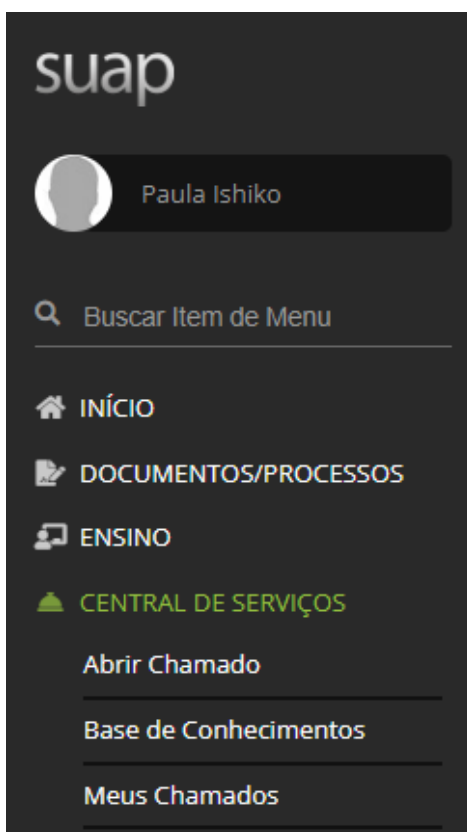 suap
Paula Ishiko
Buscar Item de Menu
INÍCIO
DOCUMENTOS/PROCESSOS
ENSINO
CENTRAL DE SERVIÇOS
Abrir Chamado
Base de Conhecimentos
Meus Chamados